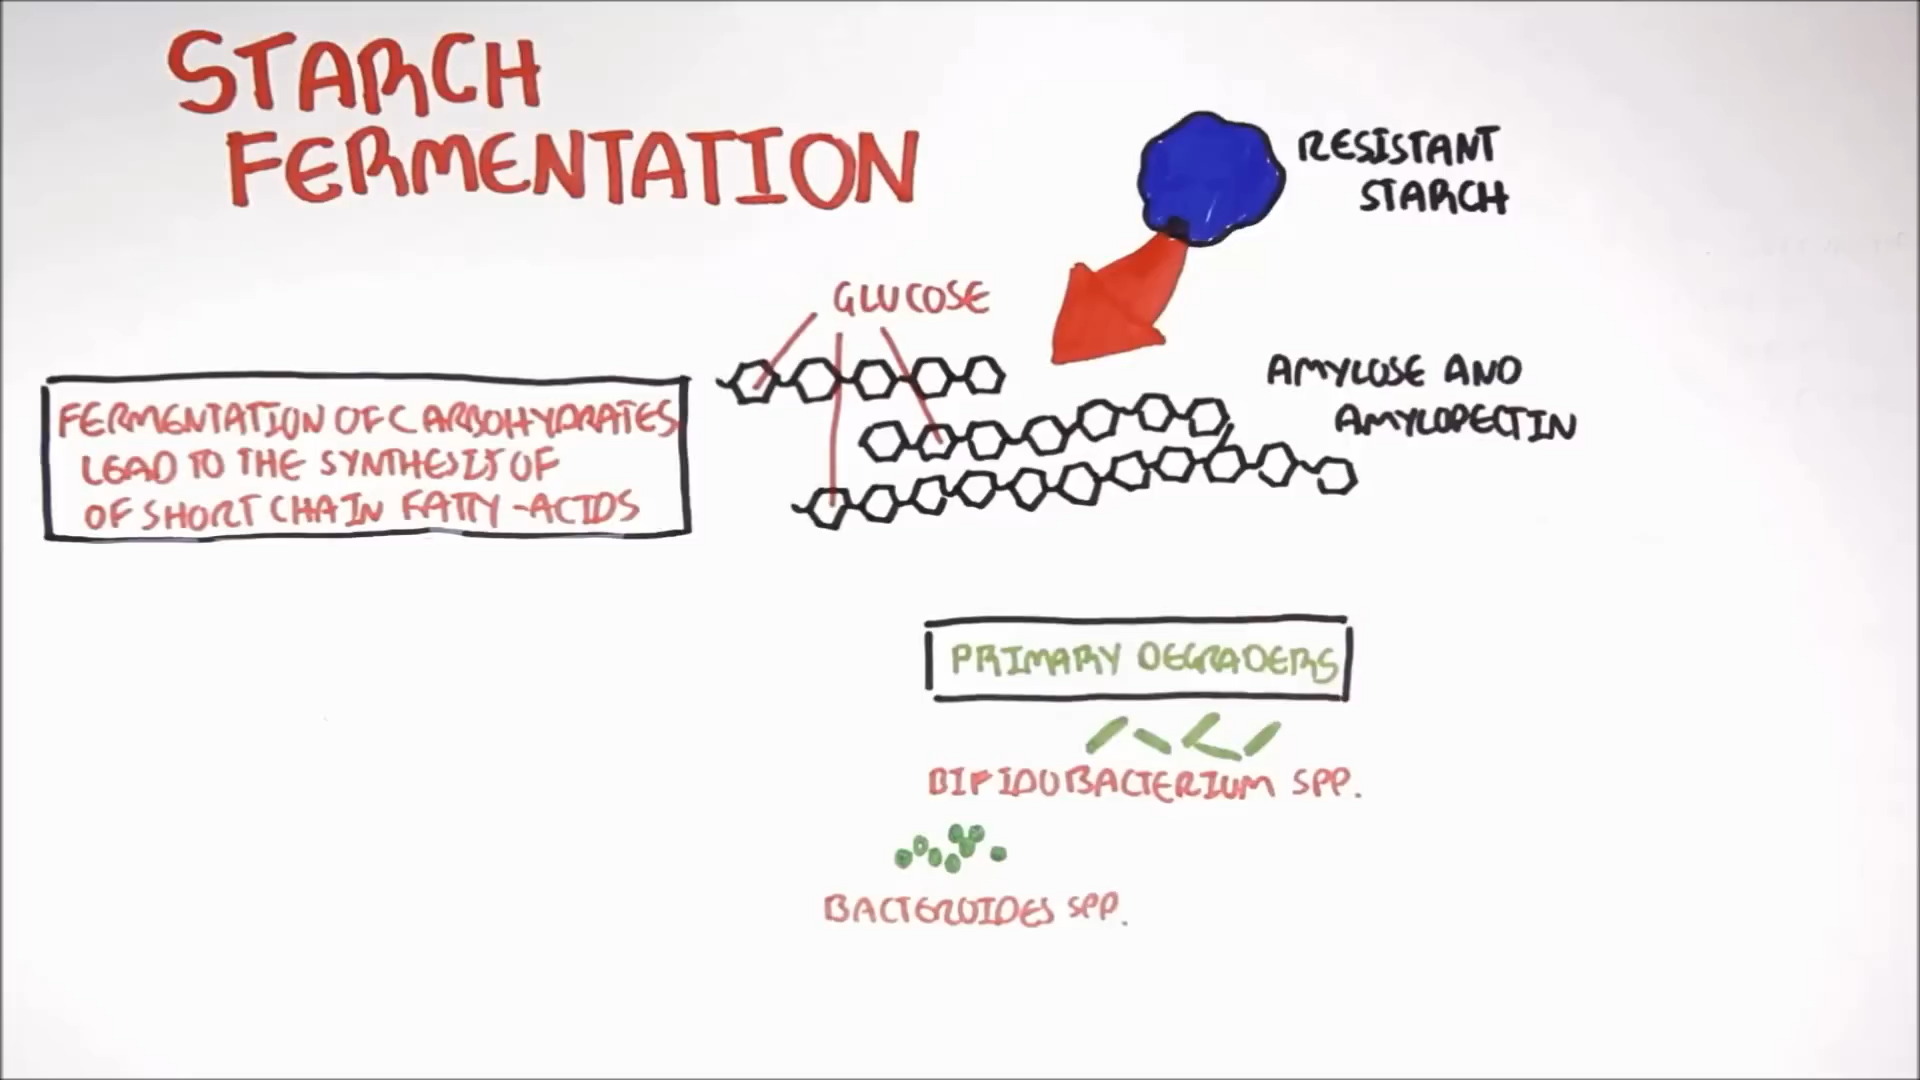 STARCH
FERMENTATION
RESISTANT
STARCH
GLUCOSE
AMYLOSE AND
AMYLOPECTIN
FERMENTATION OF CARBOHYDRATES
LEAD TO THE SYNTHESIS OF
OF SHORT CHAIN FATTY-ACIDS
PRIMARY DEGRADERS
BIFIDOBACTERIUM SPP.
BACTEROIDES SPP.